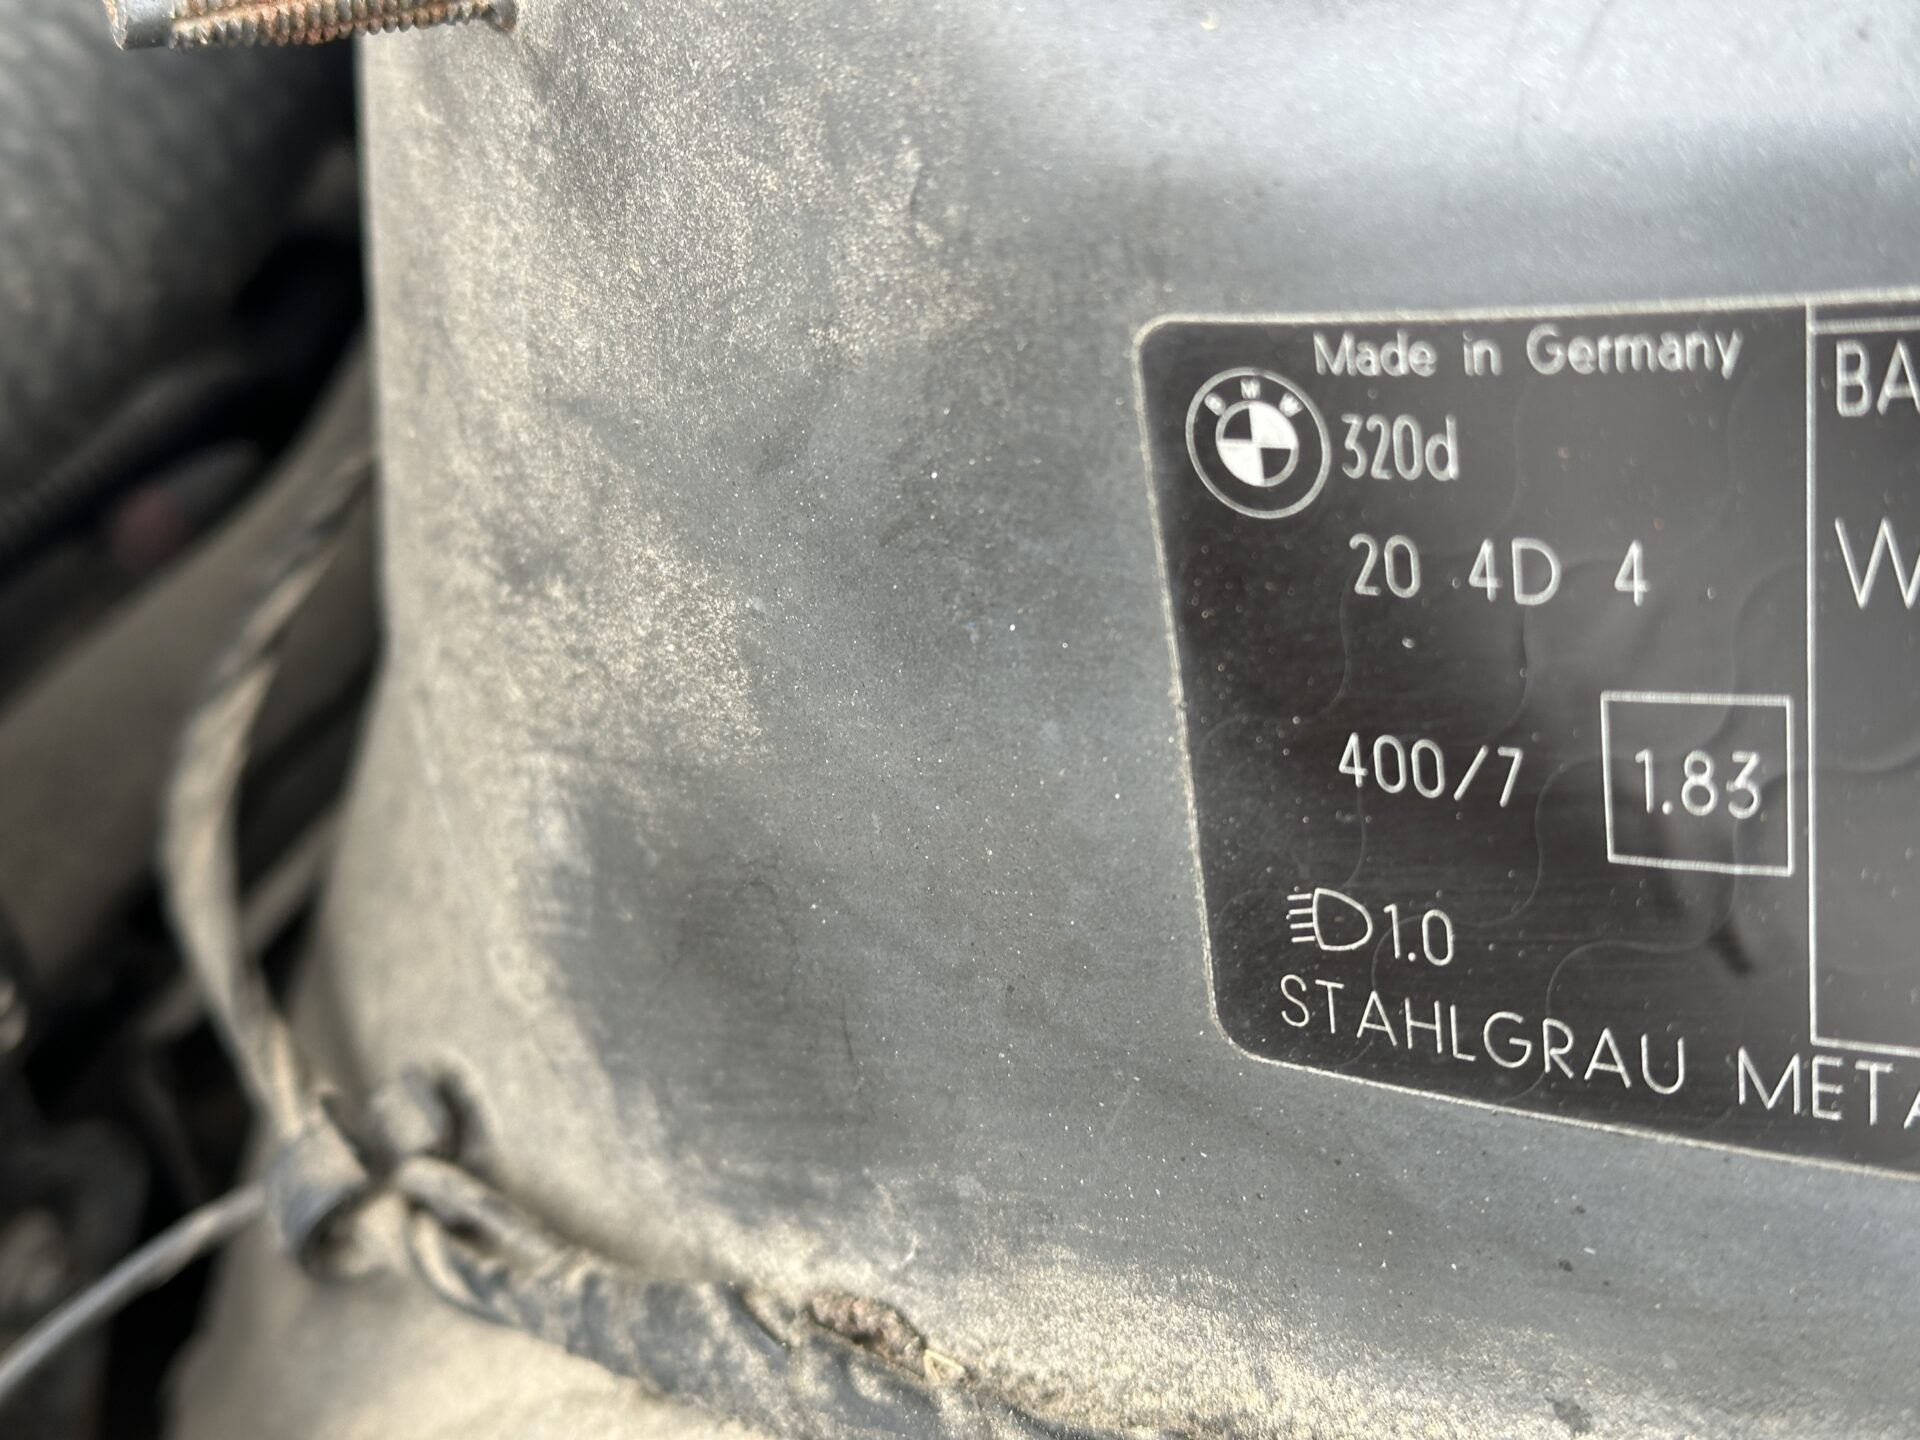 Made in Germany
BMW
320d
20 4D 4
400/7
1.83
1.0
STAHLGRAU META
BA
W